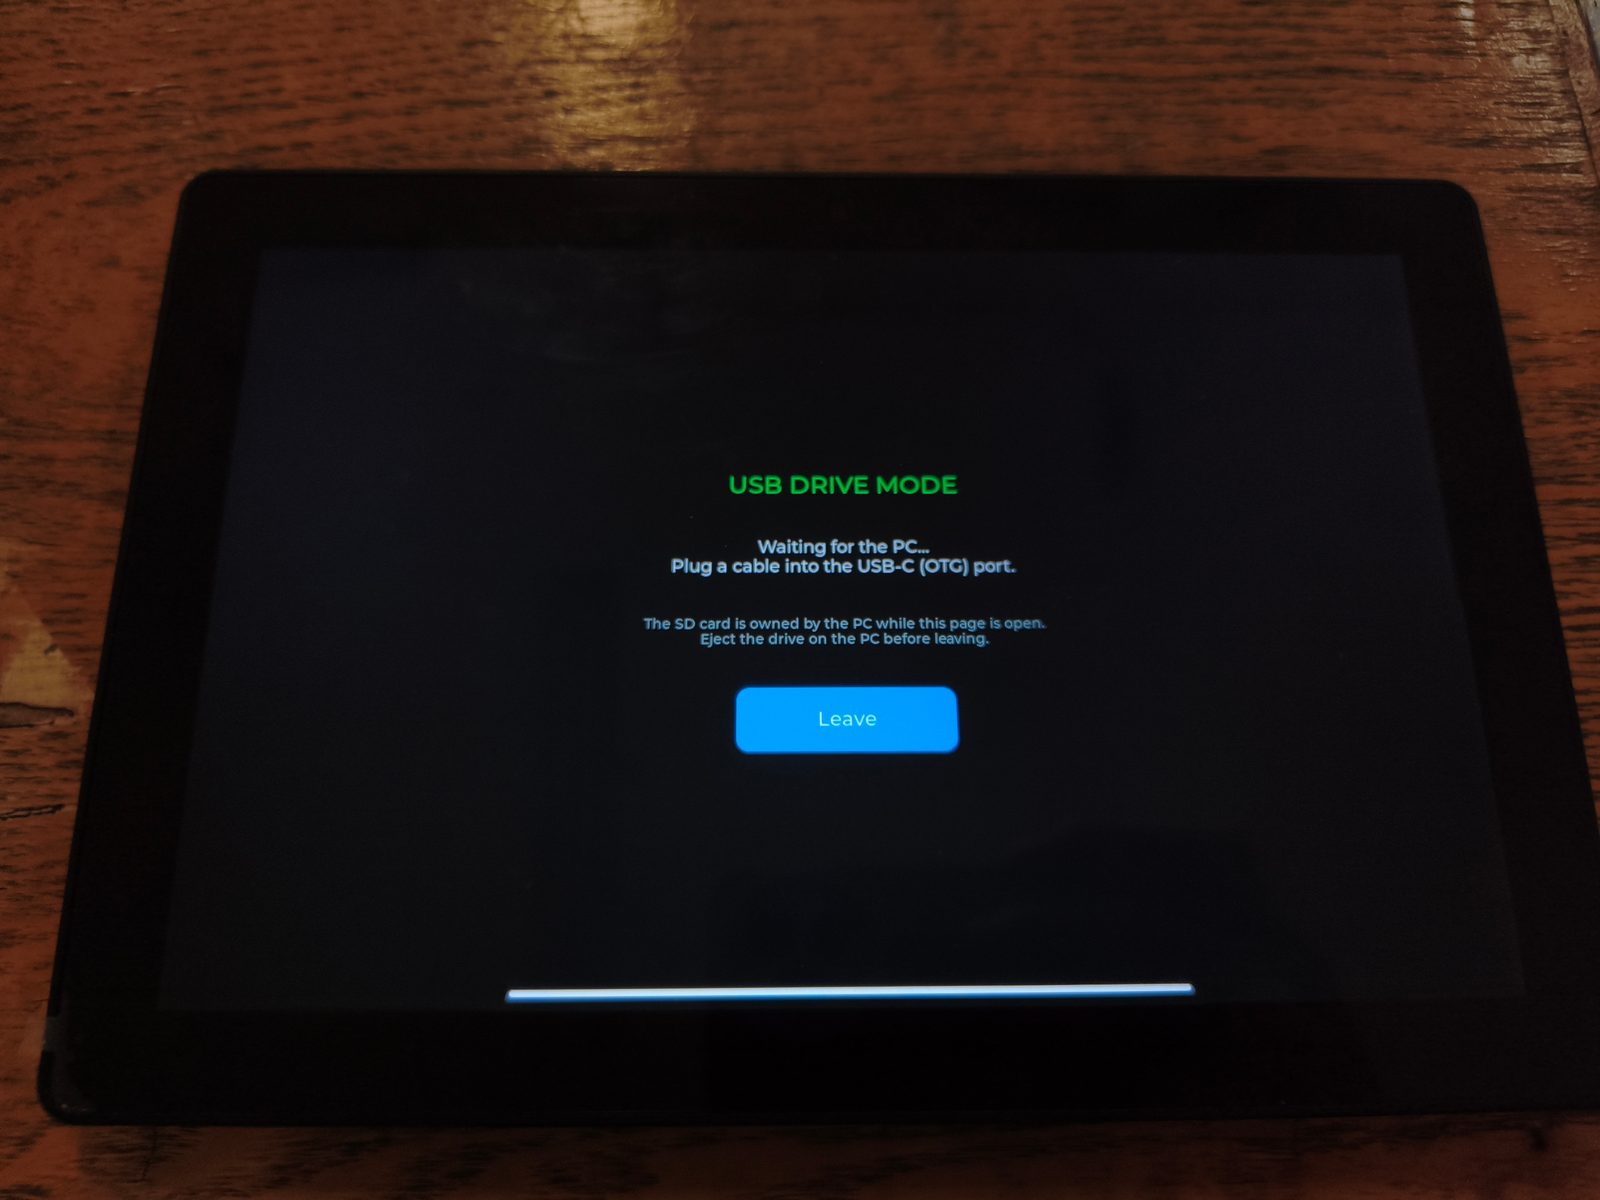 USB DRIVE MODE
Waiting for the PC...
Plug a cable into the USB-C (OTG) port.
The SD card is owned by the PC while this page is open.
Eject the drive on the PC before leaving.
Leave